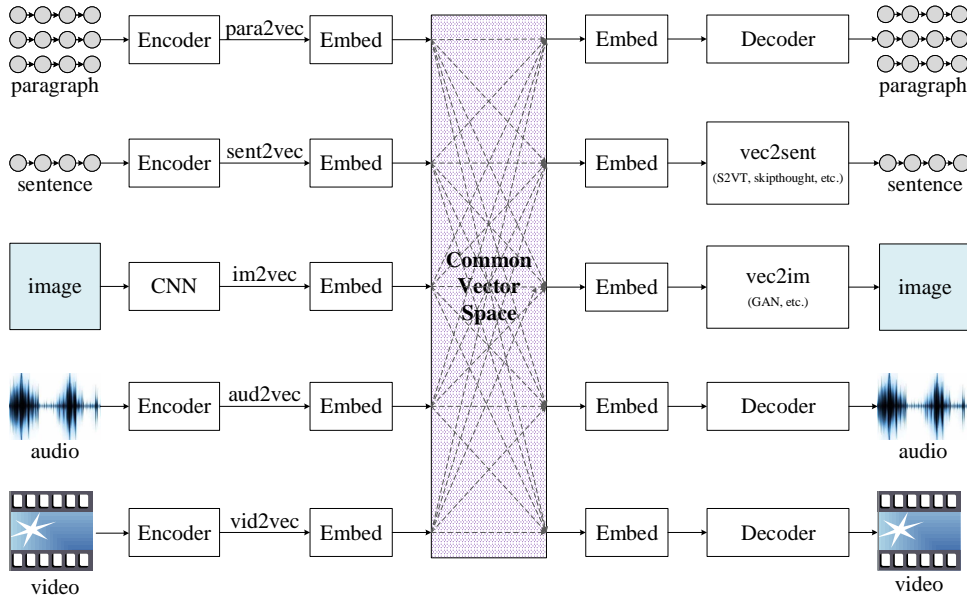 para2vec
Encoder
Embed
Embed
Decoder
paragraph
paragraph
sent2vec
Encoder
Embed
Embed
vec2sent
(S2VT, skipthought, etc.)
sentence
sentence
image
CNN
im2vec
Embed
Common
Vector
Space
Embed
vec2im
(GAN, etc.)
image
Encoder
aud2vec
Embed
Embed
Decoder
audio
audio
Encoder
vid2vec
Embed
Embed
Decoder
video
video